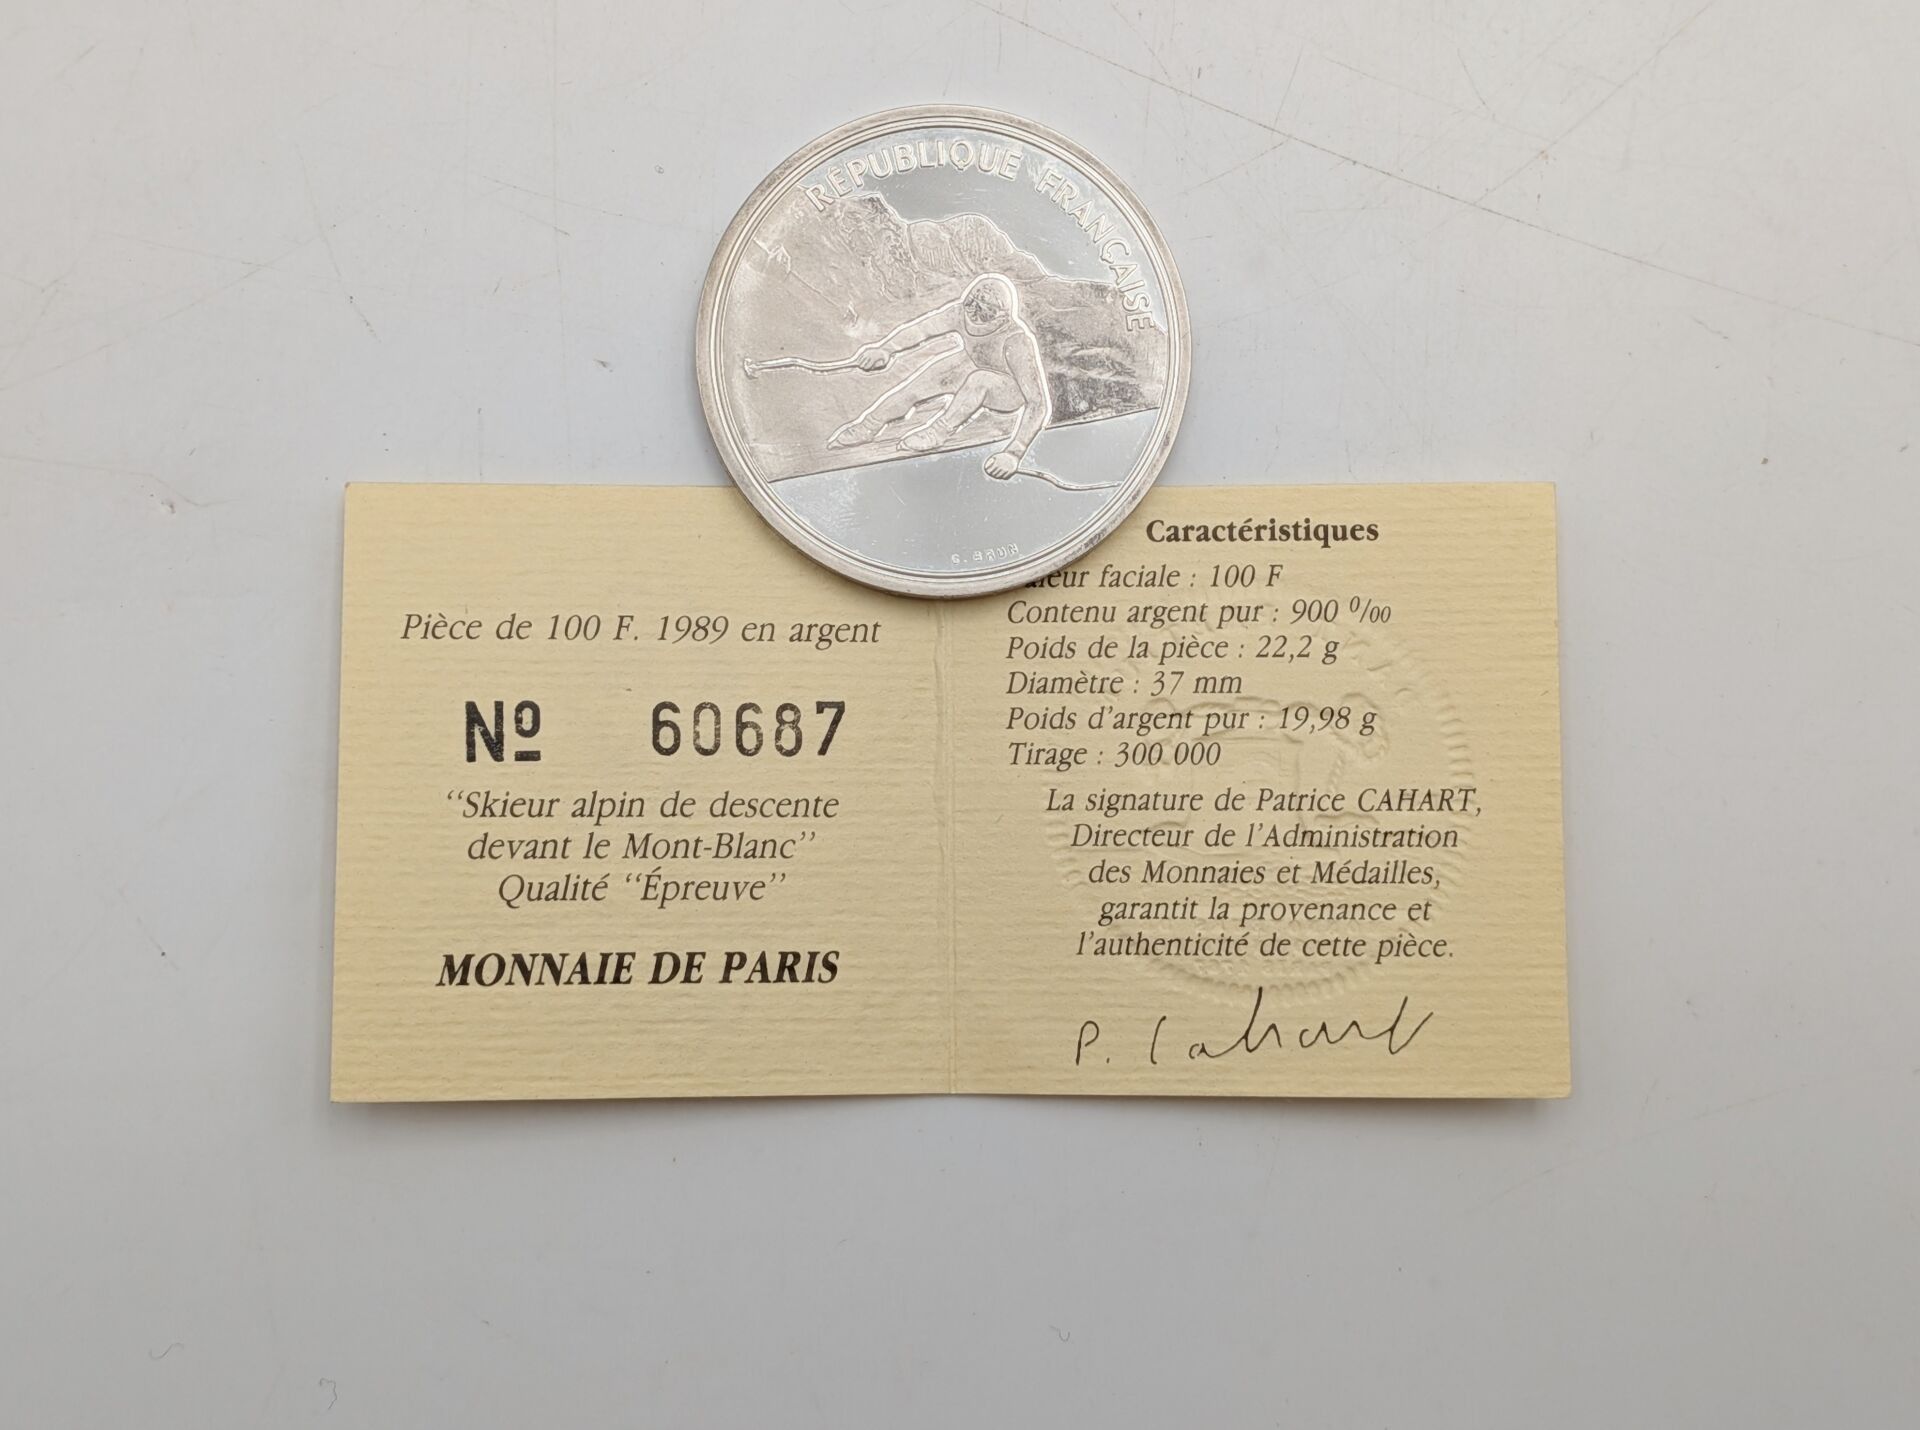 RÉPUBLIQUE FRANÇAISE
G. BRUN
Pièce de 100 F. 1989 en argent
Nº 60687
“Skieur alpin de descente
devant le Mont-Blanc”
Qualité “Épreuve”
MONNAIE DE PARIS
Caractéristiques
faciale : 100 F
Contenu argent pur : 900 ⁰/₀₀
Poids de la pièce : 22,2 g
Diamètre : 37 mm
Poids d'argent pur : 19,98 g
Tirage : 300 000
La signature de Patrice CAHART,
Directeur de l'Administration
des Monnaies et Médailles,
garantit la provenance et
l'authenticité de cette pièce.
P. Cahart